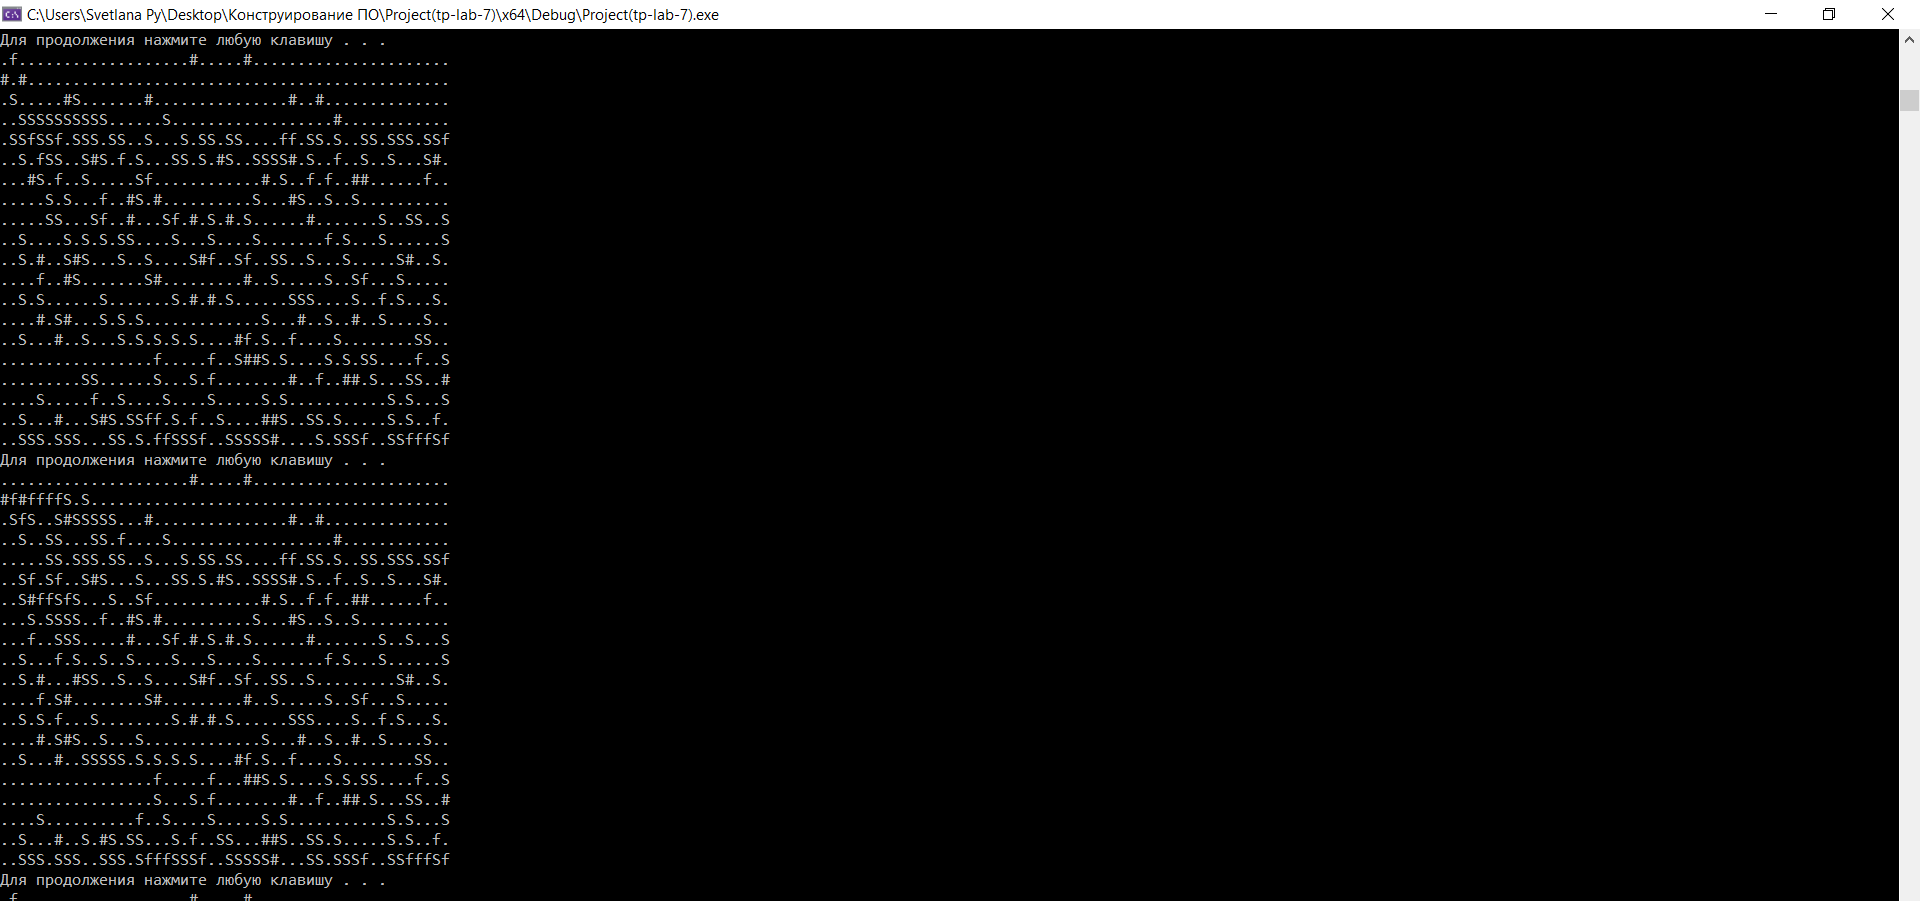 C:\Users\Svetlana Py\Desktop\Конструирование ПО\Project(tp-lab-7)\x64\Debug\Project(tp-lab-7).exe
Для продолжения нажмите любую клавишу . . .
.f...................#.....#......................
#.#...............................................
.S.....#S.......#...............#..#..............
..SSSSSSSSSS......S..................#............
.SSfSSf.SSS.SS..S...S.SS.SS....ff.SS.S..SS.SSS.SSf
..S.fSS..S#S.f.S...SS.S.#S..SSSS#.S..f..S..S...S#.
...#S.f..S.....Sf............#.S..f.f..##......f..
.....S.S...f..#S.#..........S...#S..S..S..........
.....SS...Sf..#...Sf.#.S.#.S......#.......S..SS..S
..S....S.S.S.SS....S...S....S.......f.S...S......S
..S.#..S#S...S..S....S#f..Sf..SS..S...S.....S#..S.
....f..#S.......S#.........#..S.....S..Sf...S.....
..S.S......S.......S.#.#.S......SSS....S..f.S...S.
....#.S#...S.S.S.............S...#..S..#..S....S..
..S...#..S...S.S.S.S.S....#f.S..f....S........SS..
.................f.....f..S##S.S....S.S.SS....f..S
.........SS......S...S.f........#..f..##.S...SS..#
....S.....f..S....S....S.....S.S...........S.S...S
..S...#...S#S.SSff.S.f..S....##S..SS.S.....S.S..f.
..SSS.SSS...SS.S.ffSSSf..SSSSS#....S.SSSf..SSfffSf
Для продолжения нажмите любую клавишу . . .
.....................#.....#......................
#f#ffffS.S........................................
.SfS..S#SSSSS...#...............#..#..............
..S..SS...SS.f....S..................#............
.....SS.SSS.SS..S...S.SS.SS....ff.SS.S..SS.SSS.SSf
..Sf.Sf..S#S...S...SS.S.#S..SSSS#.S..f..S..S...S#.
..S#ffSfS...S..Sf............#.S..f.f..##......f..
...S.SSSS..f..#S.#..........S...#S..S..S..........
...f..SSS.....#...Sf.#.S.#.S......#.......S..S...S
..S...f.S..S..S....S...S....S.......f.S...S......S
..S.#...#SS..S..S....S#f..Sf..SS..S.........S#..S.
....f.S#........S#.........#..S.....S..Sf...S.....
..S.S.f...S........S.#.#.S......SSS....S..f.S...S.
....#.S#S..S...S.............S...#..S..#..S....S..
..S...#..SSSSS.S.S.S.S....#f.S..f....S........SS..
.................f.....f...##S.S....S.S.SS....f..S
.................S...S.f........#..f..##.S...SS..#
....S..........f..S....S.....S.S...........S.S...S
..S...#..S.#S.SS...S.f..SS...##S..SS.S.....S.S..f.
..SSS.SSS..SSS.SfffSSSf..SSSSS#...SS.SSSf..SSfffSf
Для продолжения нажмите любую клавишу . . .